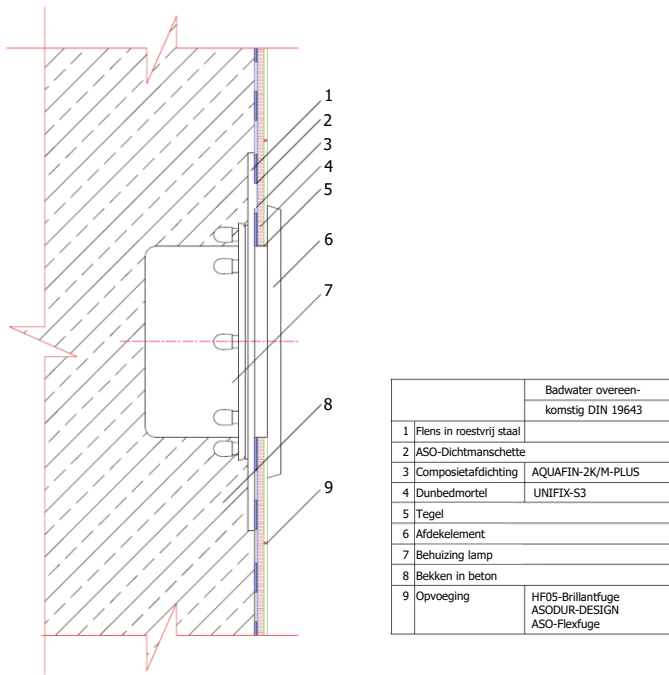 1
2
3
4
5
6
7
8
9
Badwater overeen-
komstig DIN 19643
1 Flens in roestvrij staal
2 ASO-Dichtmanschette
3 Composietafdichting AQUAFIN-2K/M-PLUS
4 Dunbedmortel UNIFIX-S3
5 Tegel
6 Afdekelement
7 Behuizing lamp
8 Bekken in beton
9 Opvoeging HF05-Brillantfuge
ASODUR-DESIGN
ASO-Flexfuge